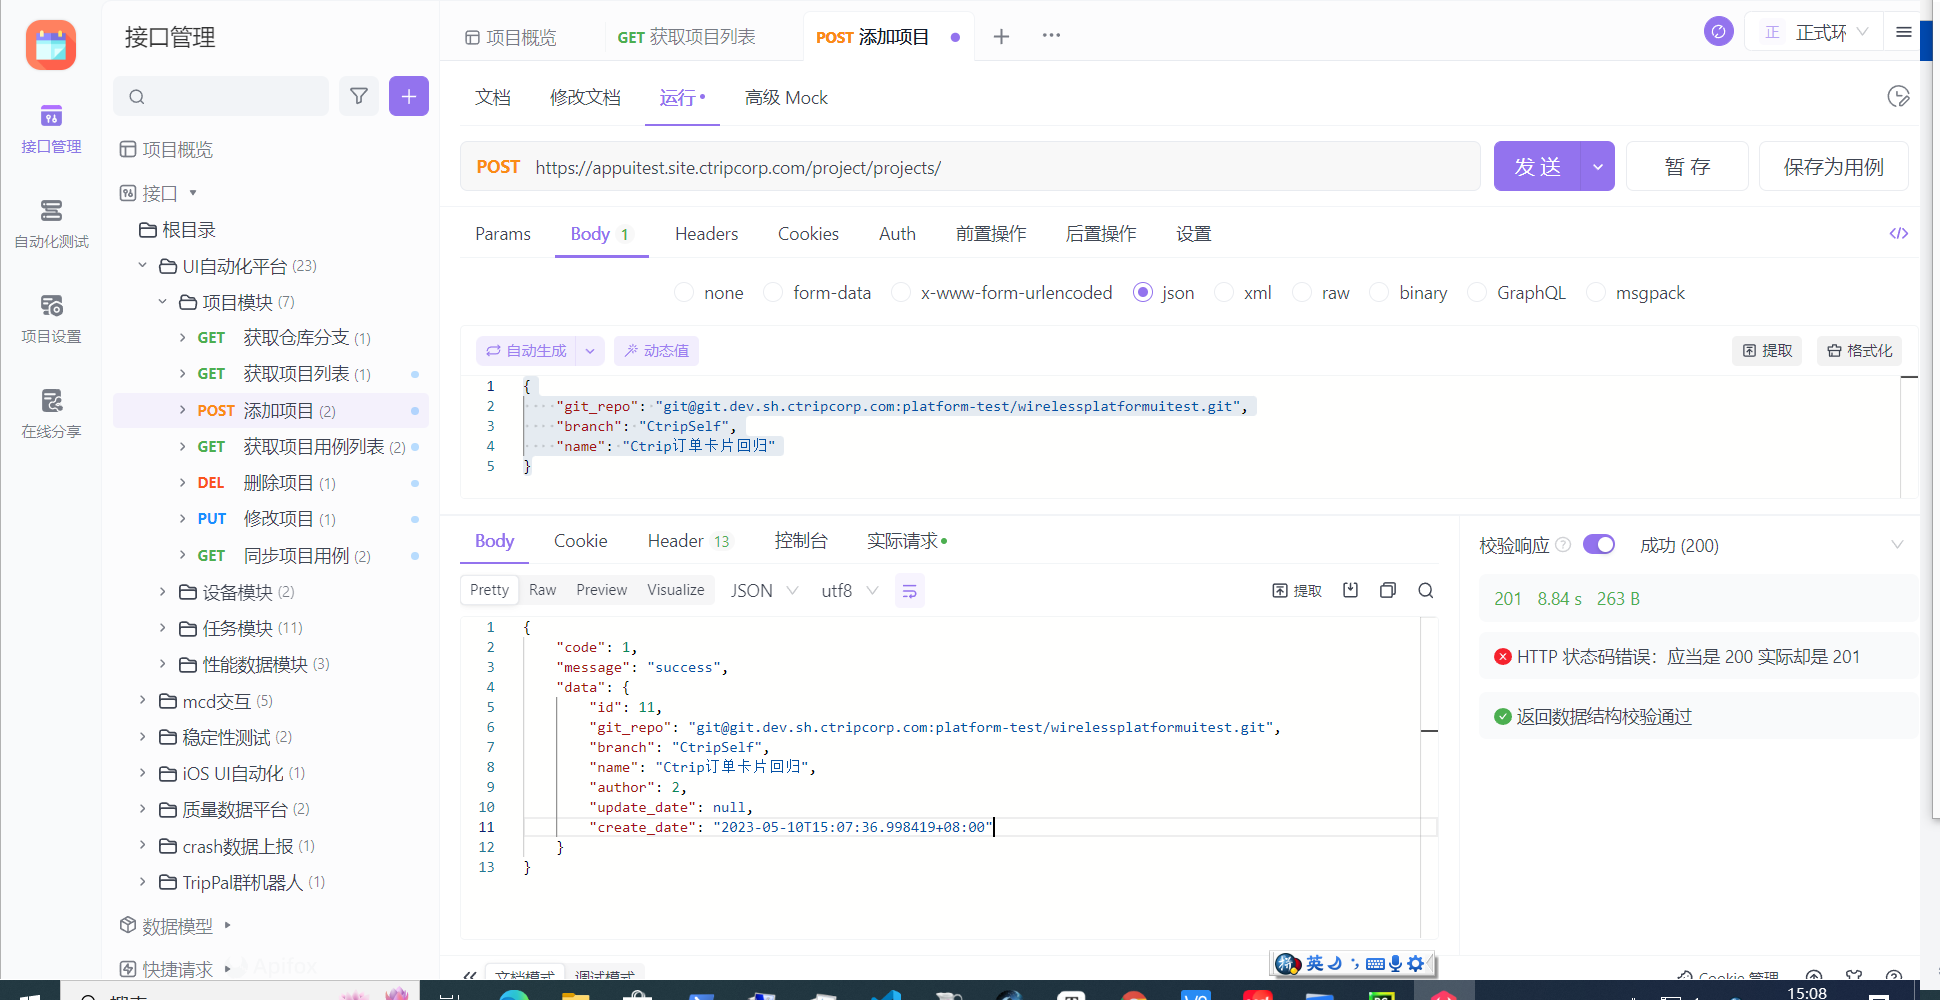 接口管理
项目概览
GET 获取项目列表
POST 添加项目
正 正式环
接口管理
自动化测试
项目设置
在线分享
项目概览
接口
根目录
UI自动化平台 (23)
项目模块 (7)
GET 获取仓库分支 (1)
GET 获取项目列表 (1)
POST 添加项目 (2)
GET 获取项目用例列表 (2)
DEL 删除项目 (1)
PUT 修改项目 (1)
GET 同步项目用例 (2)
设备模块 (2)
任务模块 (11)
性能数据模块 (3)
mcd交互 (5)
稳定性测试 (2)
iOS UI自动化 (1)
质量数据平台 (2)
crash数据上报 (1)
TripPal群机器人 (1)
数据模型
快捷请求
文档 修改文档 运行 高级 Mock
POST https://appuitest.site.ctripcorp.com/project/projects/
发 送 暂 存 保存为用例
Params Body 1 Headers Cookies Auth 前置操作 后置操作 设置
none form-data x-www-form-urlencoded json xml raw binary GraphQL msgpack
自动生成 动态值 提取 格式化
1 {
2 "git_repo": "git@git.dev.sh.ctripcorp.com:platform-test/wirelessplatformuitest.git",
3 "branch": "CtripSelf",
4 "name": "Ctrip订单卡片回归"
5 }
Body Cookie Header 13 控制台 实际请求
Pretty Raw Preview Visualize JSON utf8 提取
1 {
2 "code": 1,
3 "message": "success",
4 "data": {
5 "id": 11,
6 "git_repo": "git@git.dev.sh.ctripcorp.com:platform-test/wirelessplatformuitest.git",
7 "branch": "CtripSelf",
8 "name": "Ctrip订单卡片回归",
9 "author": 2,
10 "update_date": null,
11 "create_date": "2023-05-10T15:07:36.998419+08:00"
12 }
13 }
校验响应 成功 (200)
201 8.84 s 263 B
HTTP 状态码错误：应当是 200 实际却是 201
返回数据结构校验通过
文档模式 调试模式
英
Cookie 管理
搜索
15:08